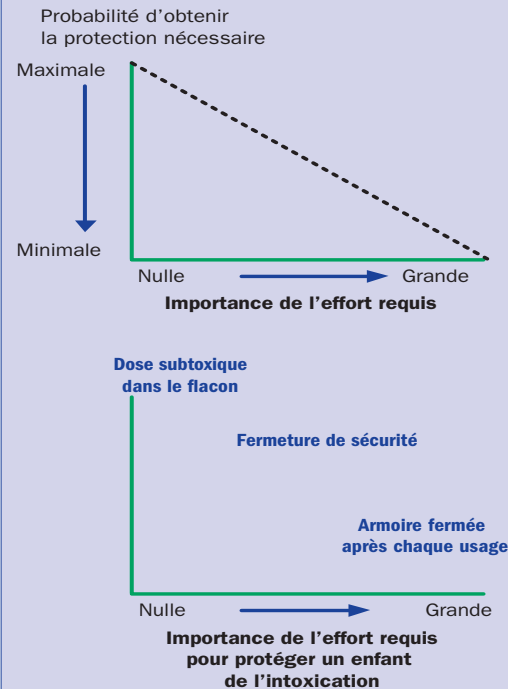 Probabilité d’obtenir
la protection nécessaire
Maximale
Minimale
Nulle
Grande
Importance de l’effort requis
Dose subtoxique
dans le flacon
Fermeture de sécurité
Armoire fermée
après chaque usage
Nulle
Grande
Importance de l’effort requis
pour protéger un enfant
de l’intoxication